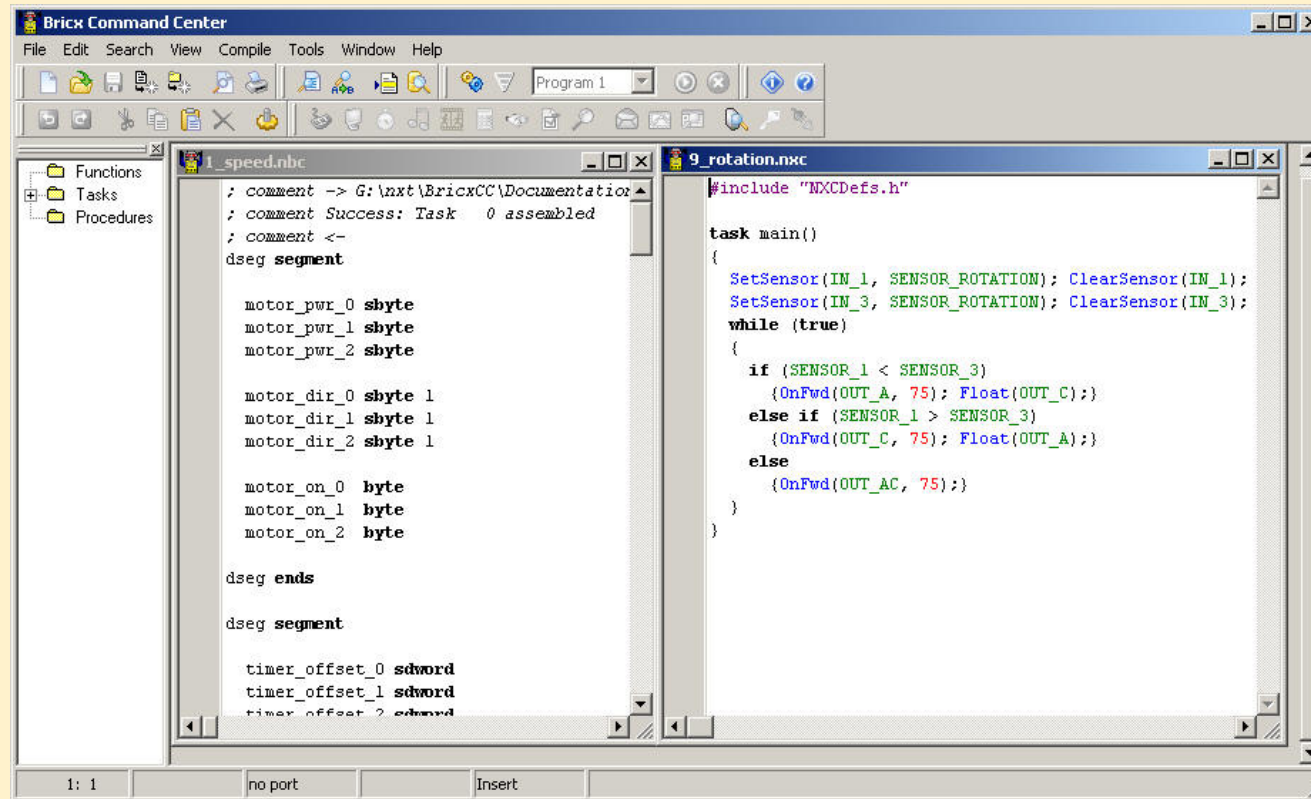 Bricx Command Center
File Edit Search View Compile Tools Window Help
Program 1
Functions
Tasks
Procedures
1_speed.nbc
; comment -> G:\nxt\BricxCC\Documentation
; comment Success: Task   0 assembled
; comment <-
dseg segment
motor_pwr_0 sbyte
motor_pwr_1 sbyte
motor_pwr_2 sbyte
motor_dir_0 sbyte 1
motor_dir_1 sbyte 1
motor_dir_2 sbyte 1
motor_on_0  byte
motor_on_1  byte
motor_on_2  byte
dseg ends
dseg segment
timer_offset_0 sdword
timer_offset_1 sdword
timer_offset_2 sdword
9_rotation.nxc
#include "NXCDefs.h"
task main()
{
SetSensor(IN_1, SENSOR_ROTATION); ClearSensor(IN_1);
SetSensor(IN_3, SENSOR_ROTATION); ClearSensor(IN_3);
while (true)
{
if (SENSOR_1 < SENSOR_3)
{OnFwd(OUT_A, 75); Float(OUT_C);}
else if (SENSOR_1 > SENSOR_3)
{OnFwd(OUT_C, 75); Float(OUT_A);}
else
{OnFwd(OUT_AC, 75);}
}
}
1: 1
no port
Insert